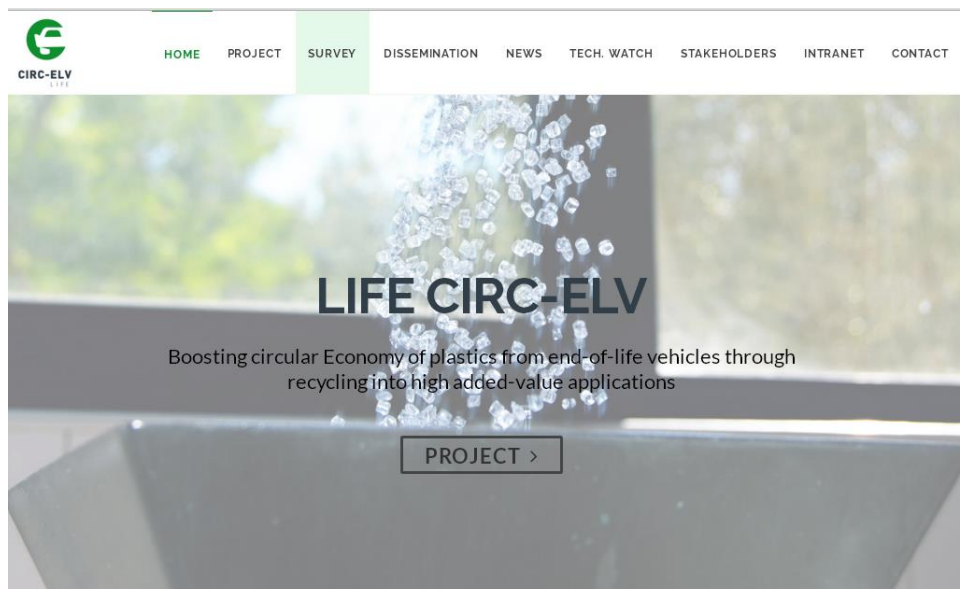 CIRC-ELV
LIFE
HOME PROJECT SURVEY DISSEMINATION NEWS TECH. WATCH STAKEHOLDERS INTRANET CONTACT
LIFE CIRC-ELV
Boosting circular Economy of plastics from end-of-life vehicles through
recycling into high added-value applications
PROJECT >